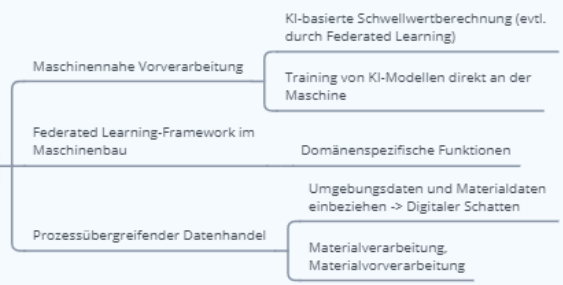 KI-basierte Schwellwertberechnung (evtl.
durch Federated Learning)
Maschinennahe Vorverarbeitung
Training von KI-Modellen direkt an der
Maschine
Federated Learning-Framework im
Maschinenbau
Domänenspezifische Funktionen
Umgebungsdaten und Materialdaten
einbeziehen -> Digitaler Schatten
Prozessübergreifender Datenhandel
Materialverarbeitung,
Materialvorverarbeitung